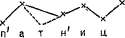 п' а т н' и ц